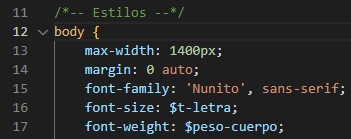 11 /*-- Estilos --*/
12 body {
13 max-width: 1400px;
14 margin: 0 auto;
15 font-family: 'Nunito', sans-serif;
16 font-size: $t-letra;
17 font-weight: $peso-cuerpo;